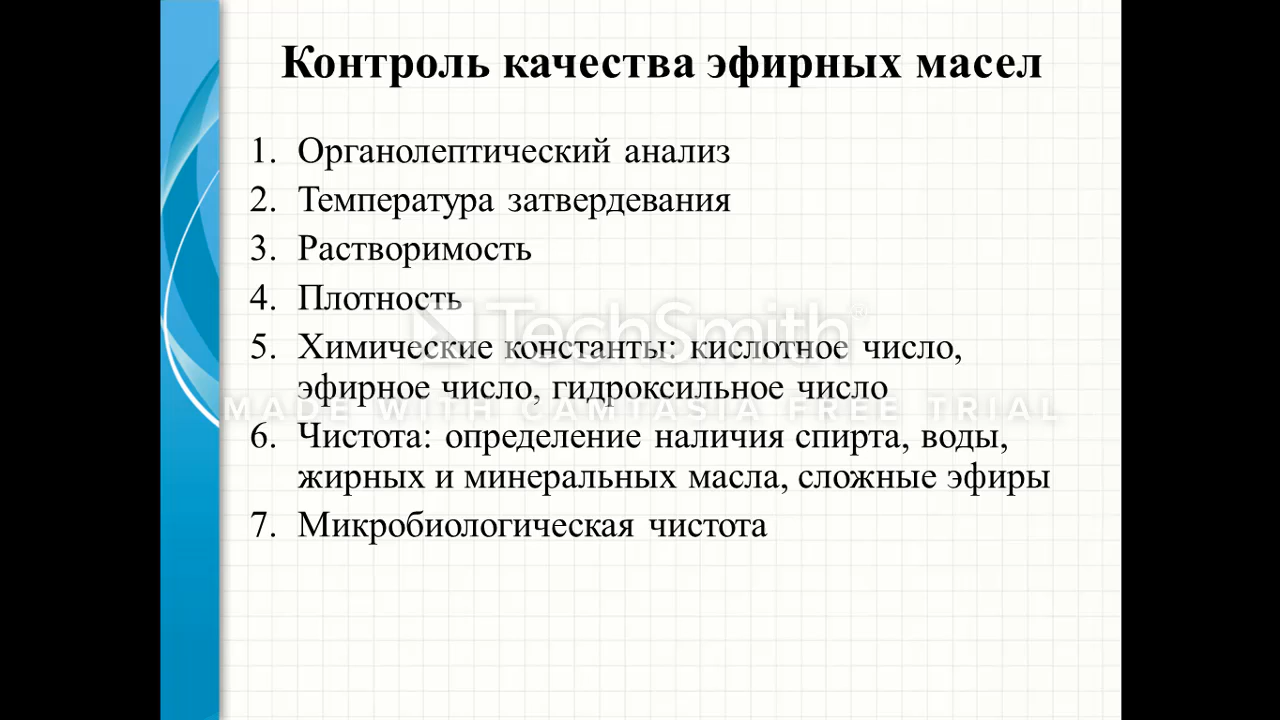 Контроль качества эфирных масел
1. Органолептический анализ
2. Температура затвердевания
3. Растворимость
4. Плотность
TechSmith®
5. Химические константы: кислотное число,
эфирное число, гидроксильное число
MADE WITH CAMTASIA FREE TRIAL
6. Чистота: определение наличия спирта, воды,
жирных и минеральных масла, сложные эфиры
7. Микробиологическая чистота